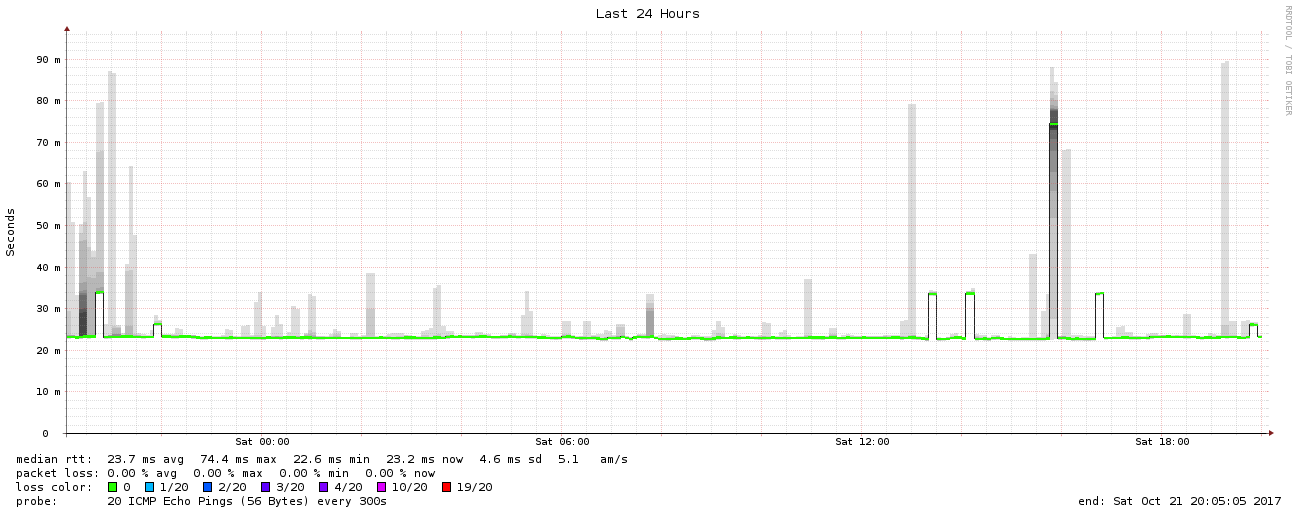 Last 24 Hours
RRDTOOL / TOBI OETIKER
Seconds
90 m
80 m
70 m
60 m
50 m
40 m
30 m
20 m
10 m
0
Sat 00:00 Sat 06:00 Sat 12:00 Sat 18:00
median rtt: 23.7 ms avg 74.4 ms max 22.6 ms min 23.2 ms now 4.6 ms sd 5.1 am/s
packet loss: 0.00 % avg 0.00 % max 0.00 % min 0.00 % now
loss color: 0 1/20 2/20 3/20 4/20 10/20 19/20
probe: 20 ICMP Echo Pings (56 Bytes) every 300s end: Sat Oct 21 20:05:05 2017